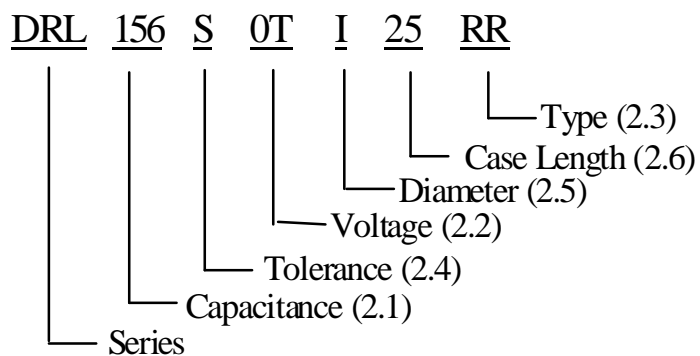 DRL 156 S 0T I 25 RR
Type (2.3)
Case Length (2.6)
Diameter (2.5)
Voltage (2.2)
Tolerance (2.4)
Capacitance (2.1)
Series